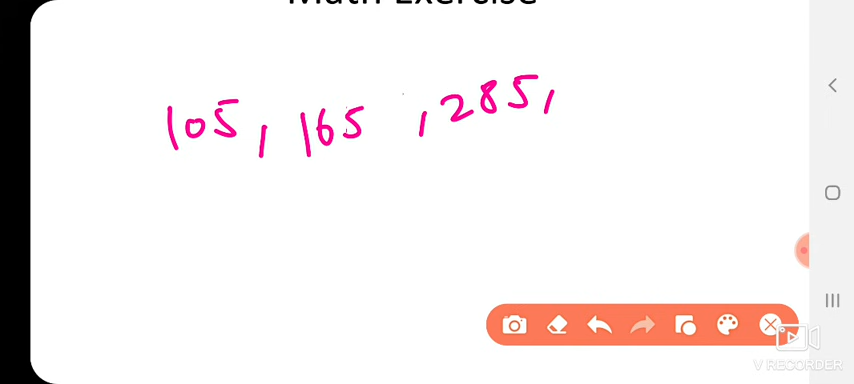 Math Exercise
105, 165 , 285,
V RECORDER